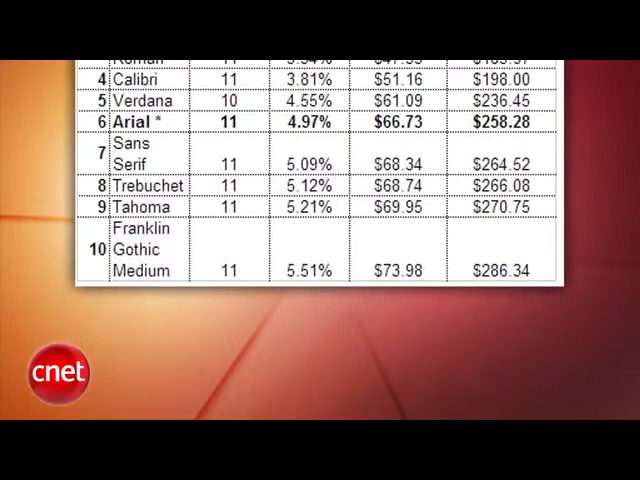 4 Calibri 11 3.81% $51.16 $198.00
5 Verdana 10 4.55% $61.09 $236.45
6 Arial * 11 4.97% $66.73 $258.28
7 Sans
Serif 11 5.09% $68.34 $264.52
8 Trebuchet 11 5.12% $68.74 $266.08
9 Tahoma 11 5.21% $69.95 $270.75
Franklin
10 Gothic
Medium 11 5.51% $73.98 $286.34
cnet